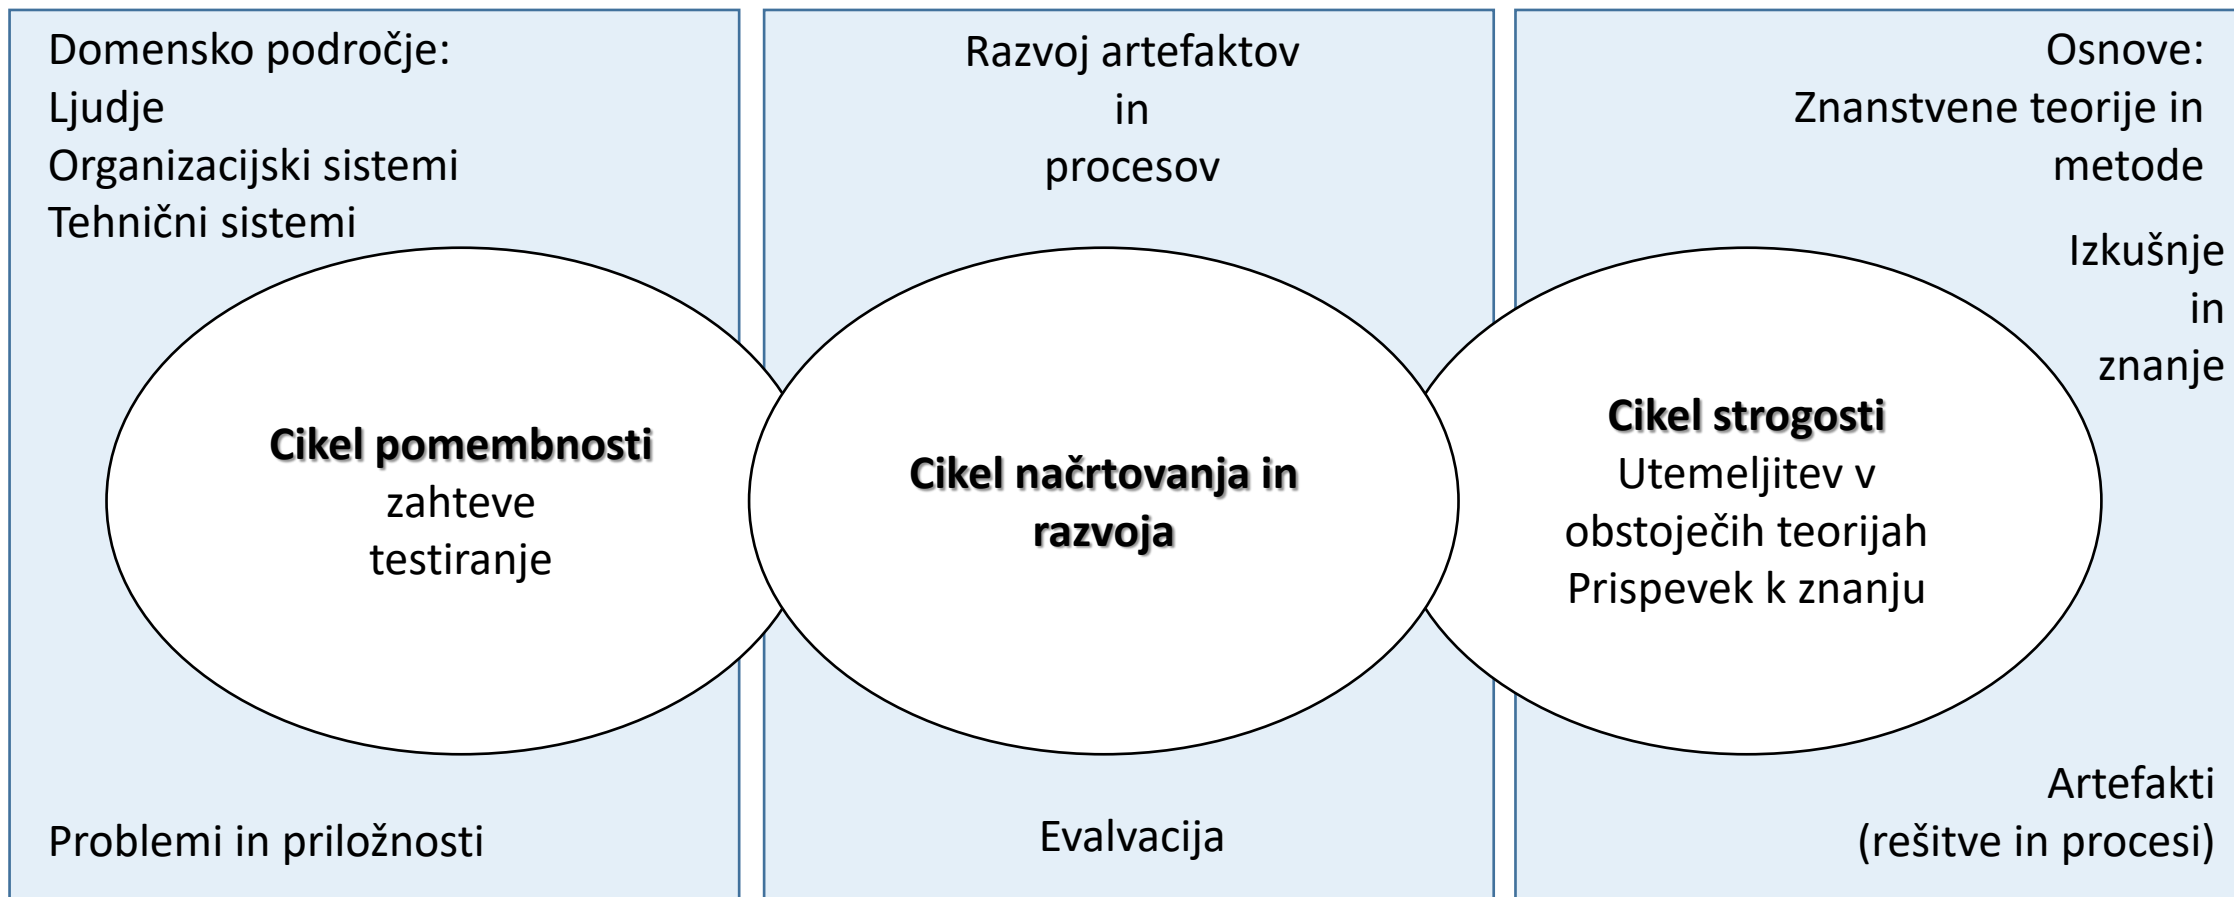 Domensko področje:
Ljudje
Organizacijski sistemi
Tehnični sistemi
Cikel pomembnosti
zahteve
testiranje
Problemi in priložnosti
Razvoj artefaktov
in
procesov
Cikel načrtovanja in
razvoja
Evalvacija
Osnove:
Znanstvene teorije in
metode
Izkušnje
in
znanje
Cikel strogosti
Utemeljitev v
obstoječih teorijah
Prispevek k znanju
Artefakti
(rešitve in procesi)